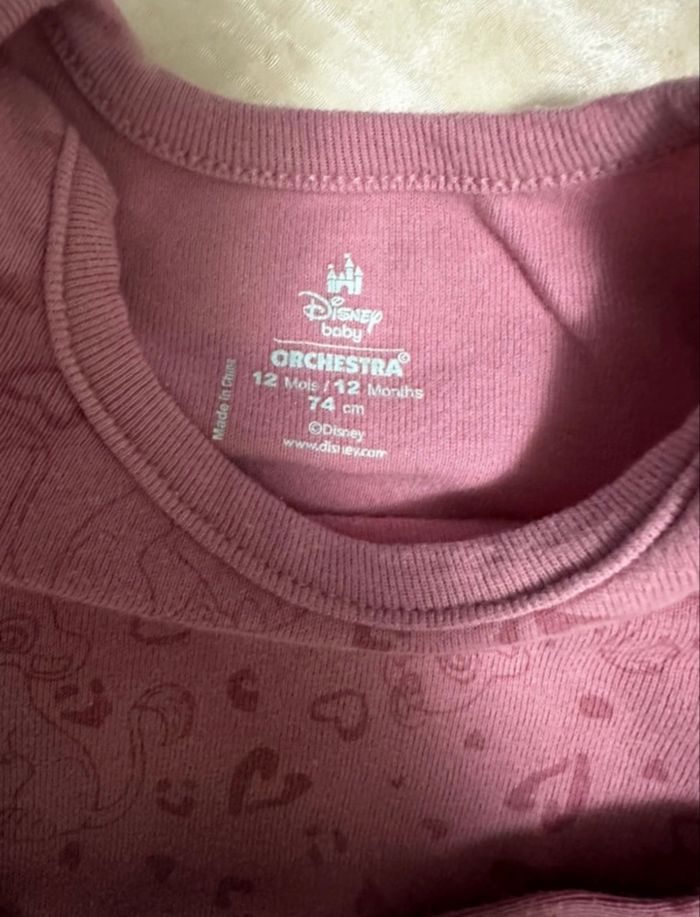 Disney
baby
ORCHESTRA©
12 Mois / 12 Months
74 cm
©Disney
www.disney.com
Made in China